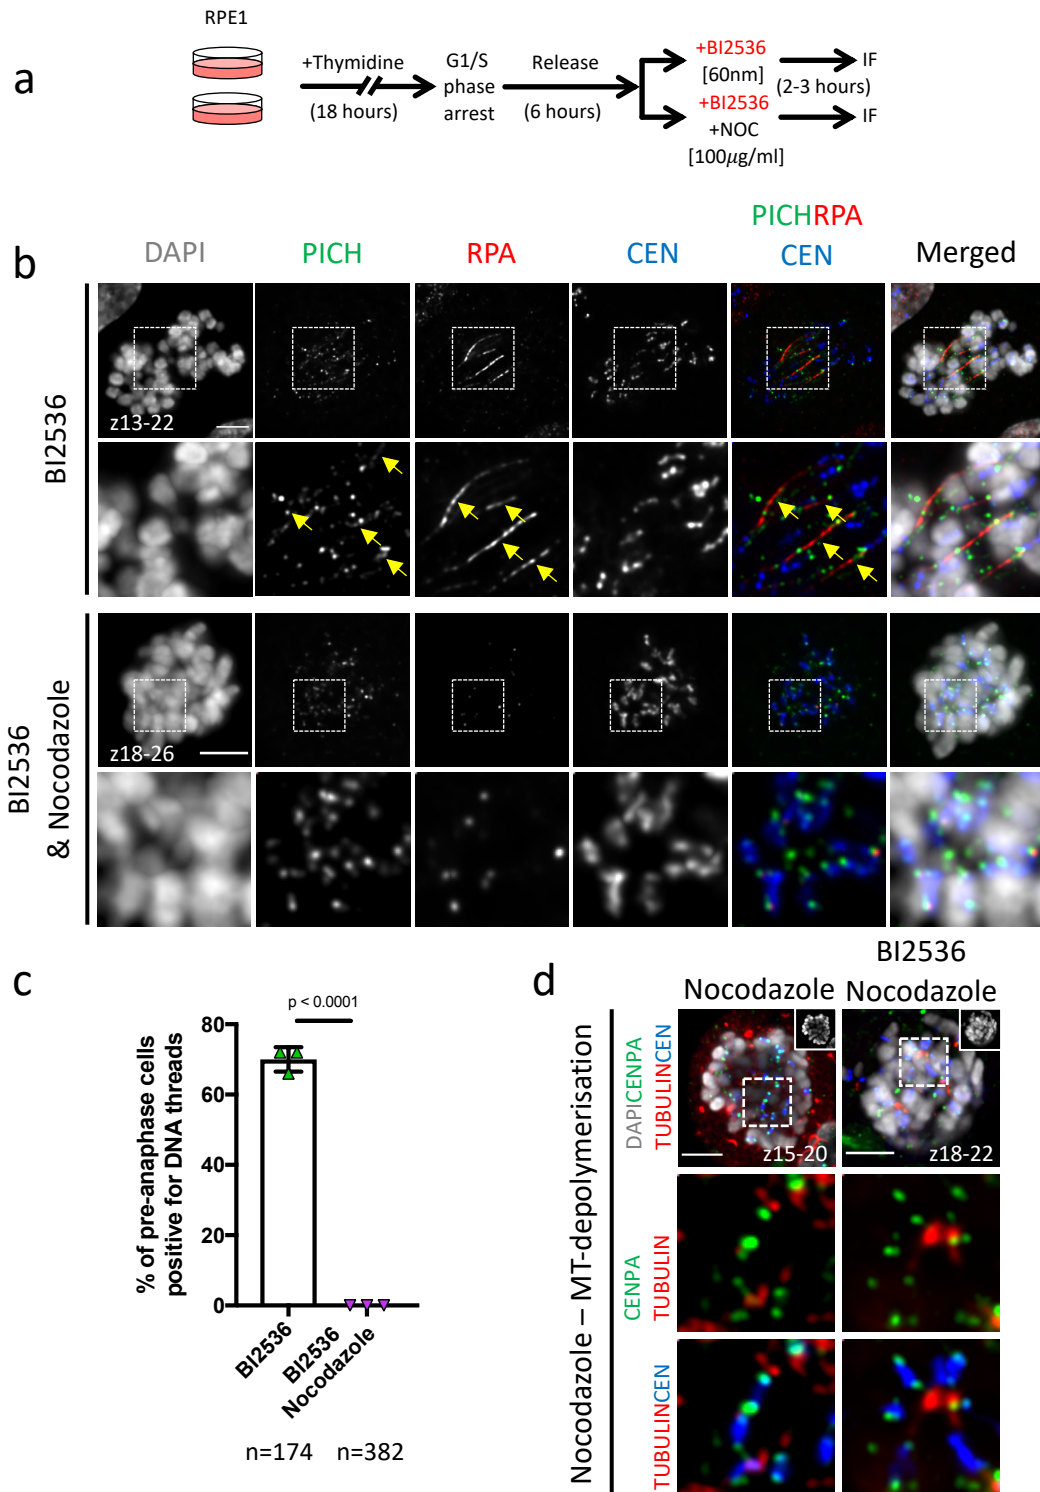 a
RPE1
+Thymidine
(18 hours)
G1/S
phase
arrest
Release
(6 hours)
+BI2536
[60nm]
(2-3 hours)
IF
+BI2536
+NOC
[100µg/ml]
IF
b
DAPI
PICH
RPA
CEN
PICHRPA
CEN
Merged
BI2536
z13-22
BI2536
& Nocodazole
z18-26
c
p < 0.0001
% of pre-anaphase cells
positive for DNA threads
80
60
40
20
0
BI2536
BI2536
Nocodazole
n=174
n=382
d
Nocodazole
BI2536
Nocodazole
Nocodazole – MT-depolymerisation
DAPICENPA
TUBULINCEN
z15-20
z18-22
CENPA
TUBULIN
TUBULINCEN